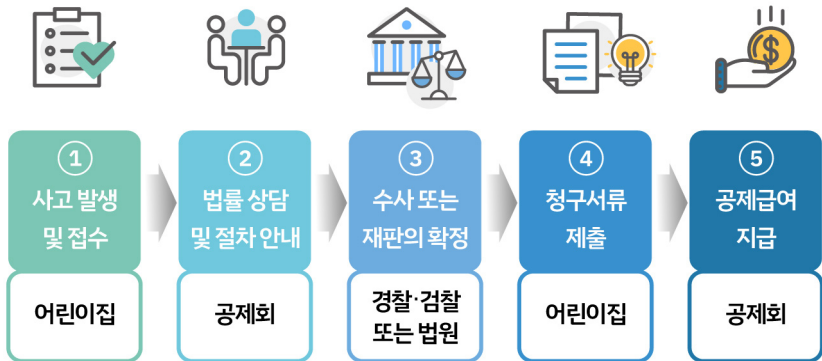 ①
사고 발생
및 접수
어린이집
②
법률 상담
및 절차 안내
공제회
③
수사 또는
재판의 확정
경찰·검찰
또는 법원
④
청구서류
제출
어린이집
⑤
공제급여
지급
공제회